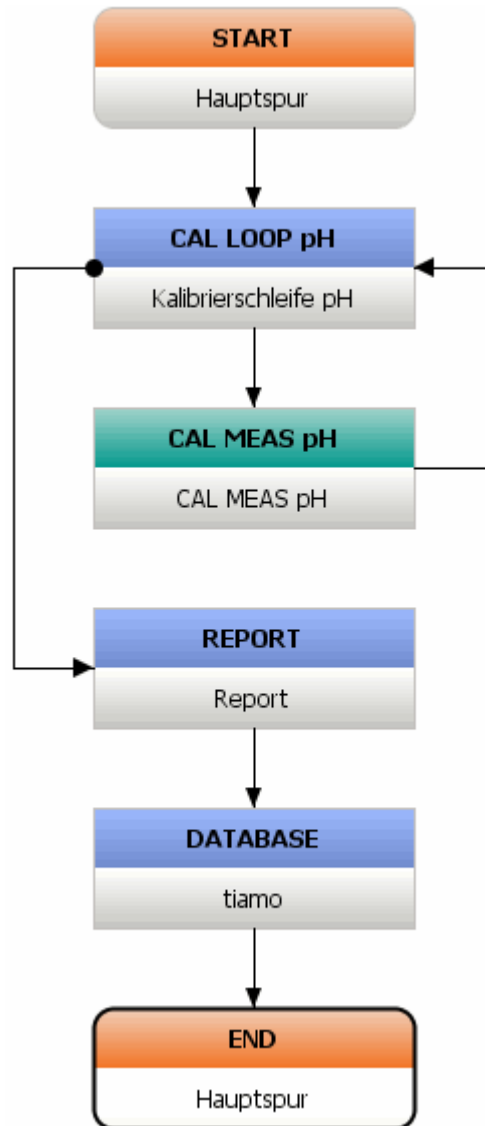 START
Hauptspur
CAL LOOP pH
Kalibrierschleife pH
CAL MEAS pH
CAL MEAS pH
REPORT
Report
DATABASE
tiamo
END
Hauptspur